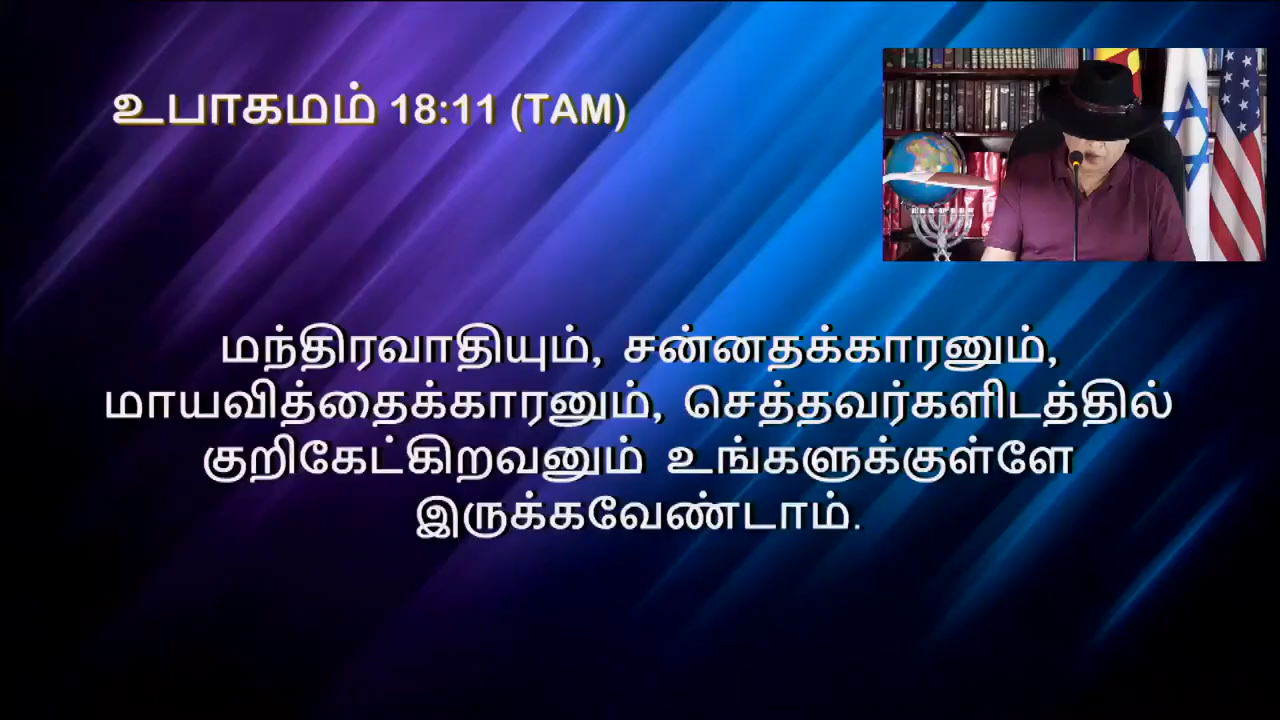 உபாகமம் 18:11 (TAM)
மந்திரவாதியும், சன்னதக்காரனும்,
மாயவித்தைக்காரனும், செத்தவர்களிடத்தில்
குறிகேட்கிறவனும் உங்களுக்குள்ளே
இருக்கவேண்டாம்.